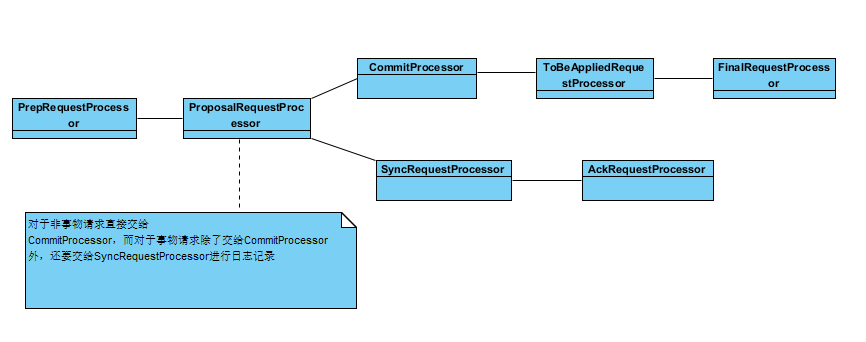 CommitProcessor
ToBeAppliedReque
stProcessor
FinalRequestProcess
or
PrepRequestProcess
or
ProposalRequestProc
essor
SyncRequestProcessor
AckRequestProcessor
对于非事物请求直接交给
CommitProcessor，而对于事物请求除了交给CommitProcessor
外，还要交给SyncRequestProcessor进行日志记录